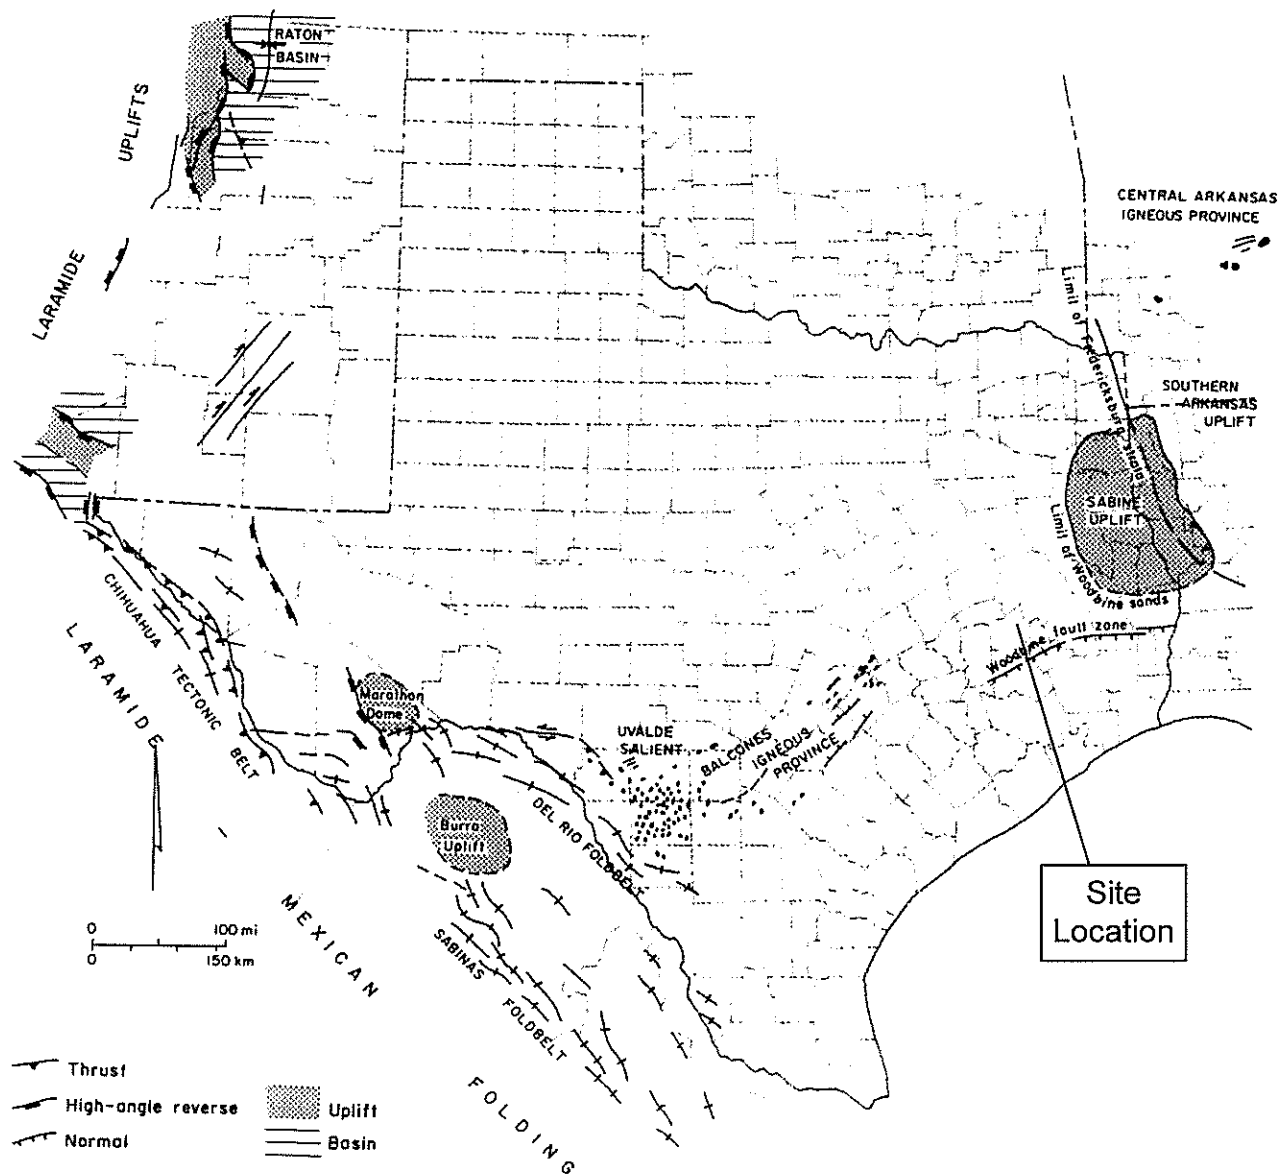 RATON
BASIN
UPLIFTS
LARAMIDE
CENTRAL ARKANSAS
IGNEOUS PROVINCE
Limit of Fredericksburg strata
SOUTHERN
ARKANSAS
UPLIFT
SABINE
UPLIFT
Limit of Woodbine sands
Woodbine fault zone
CHIHUAHUA TECTONIC BELT
LARAMIDE
Marathon
Dome
UVALDE
SALIENT
BALCONES
IGNEOUS
PROVINCE
Burro
Uplift
DEL RIO FOLDBELT
Site
Location
MEXICAN
0 100 mi
0 150 km
SABINAS
FOLDBELT
FOLDING
Thrust
High-angle reverse
Normal
Uplift
Basin